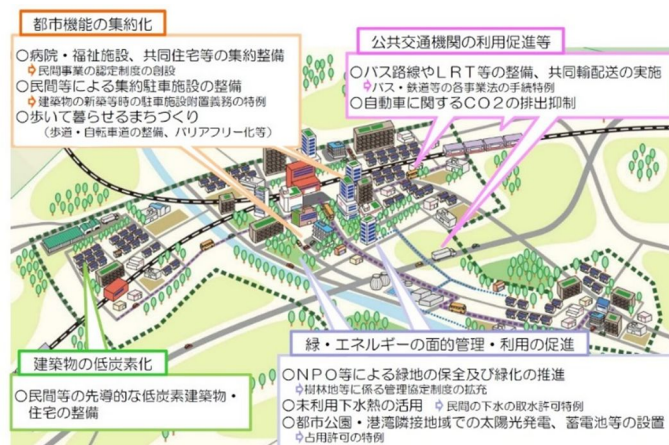 都市機能の集約化
○病院・福祉施設、共同住宅等の集約整備
⇨民間事業の認定制度の創設
○民間等による集約駐車施設の整備
⇨建築物の新築等時の駐車施設附置義務の特例
○歩いて暮らせるまちづくり
(歩道・自転車道の整備、バリアフリー化等)
公共交通機関の利用促進等
○バス路線やLRT等の整備、共同輸配送の実施
⇨バス・鉄道等の各事業法の手続特例
○自動車に関するCO2の排出抑制
建築物の低炭素化
○民間等の先導的な低炭素建築物・
住宅の整備
緑・エネルギーの面的管理・利用の促進
○NPO等による緑地の保全及び緑化の推進
⇨樹林地等に係る管理協定制度の拡充
○未利用下水熱の活用 ⇨民間の下水の取水許可特例
○都市公園・港湾隣接地域での太陽光発電、蓄電池等の設置
⇨占用許可の特例